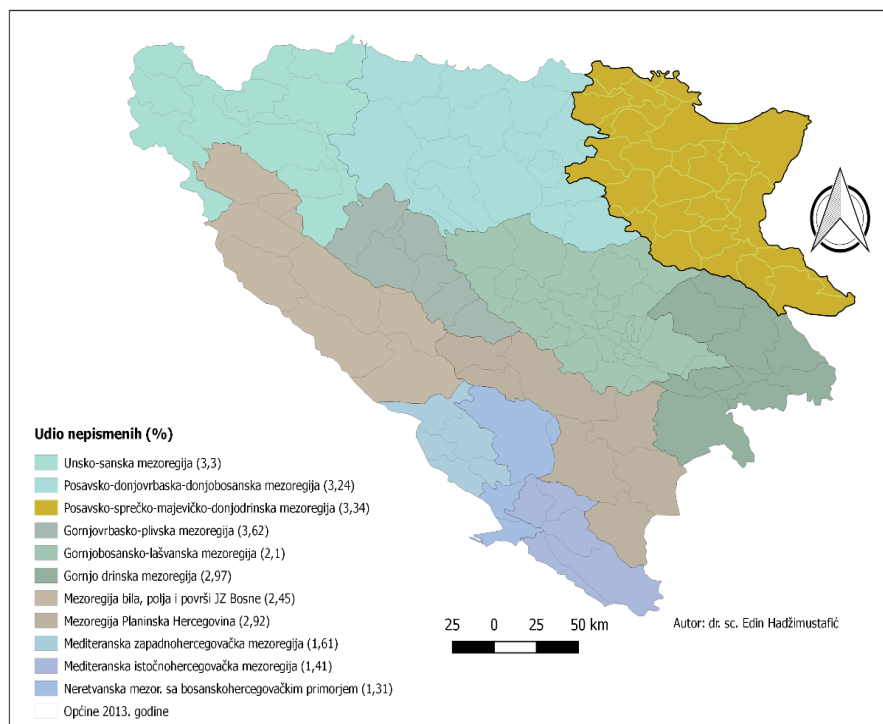 Udio nepismenih (%)
Unsko-sanska mezoregija (3,3)
Posavsko-donjovrbaska-donjobosanska mezoregija (3,24)
Posavsko-sprečko-majevičko-donjodrinska mezoregija (3,34)
Gornjovrbasko-plivska mezoregija (3,62)
Gornjobosansko-lašvanska mezoregija (2,1)
Gornjo drinska mezoregija (2,97)
Mezoregija bila, polja i površi JZ Bosne (2,45)
Mezoregija Planinska Hercegovina (2,92)
Mediteranska zapadnohercegovačka mezoregija (1,61)
Mediteranska istočnohercegovačka mezoregija (1,41)
Neretvanska mezor. sa bosanskohercegovačkim primorjem (1,31)
Općine 2013. godine
25 0 25 50 km
Autor: dr. sc. Edin Hadžimustafić